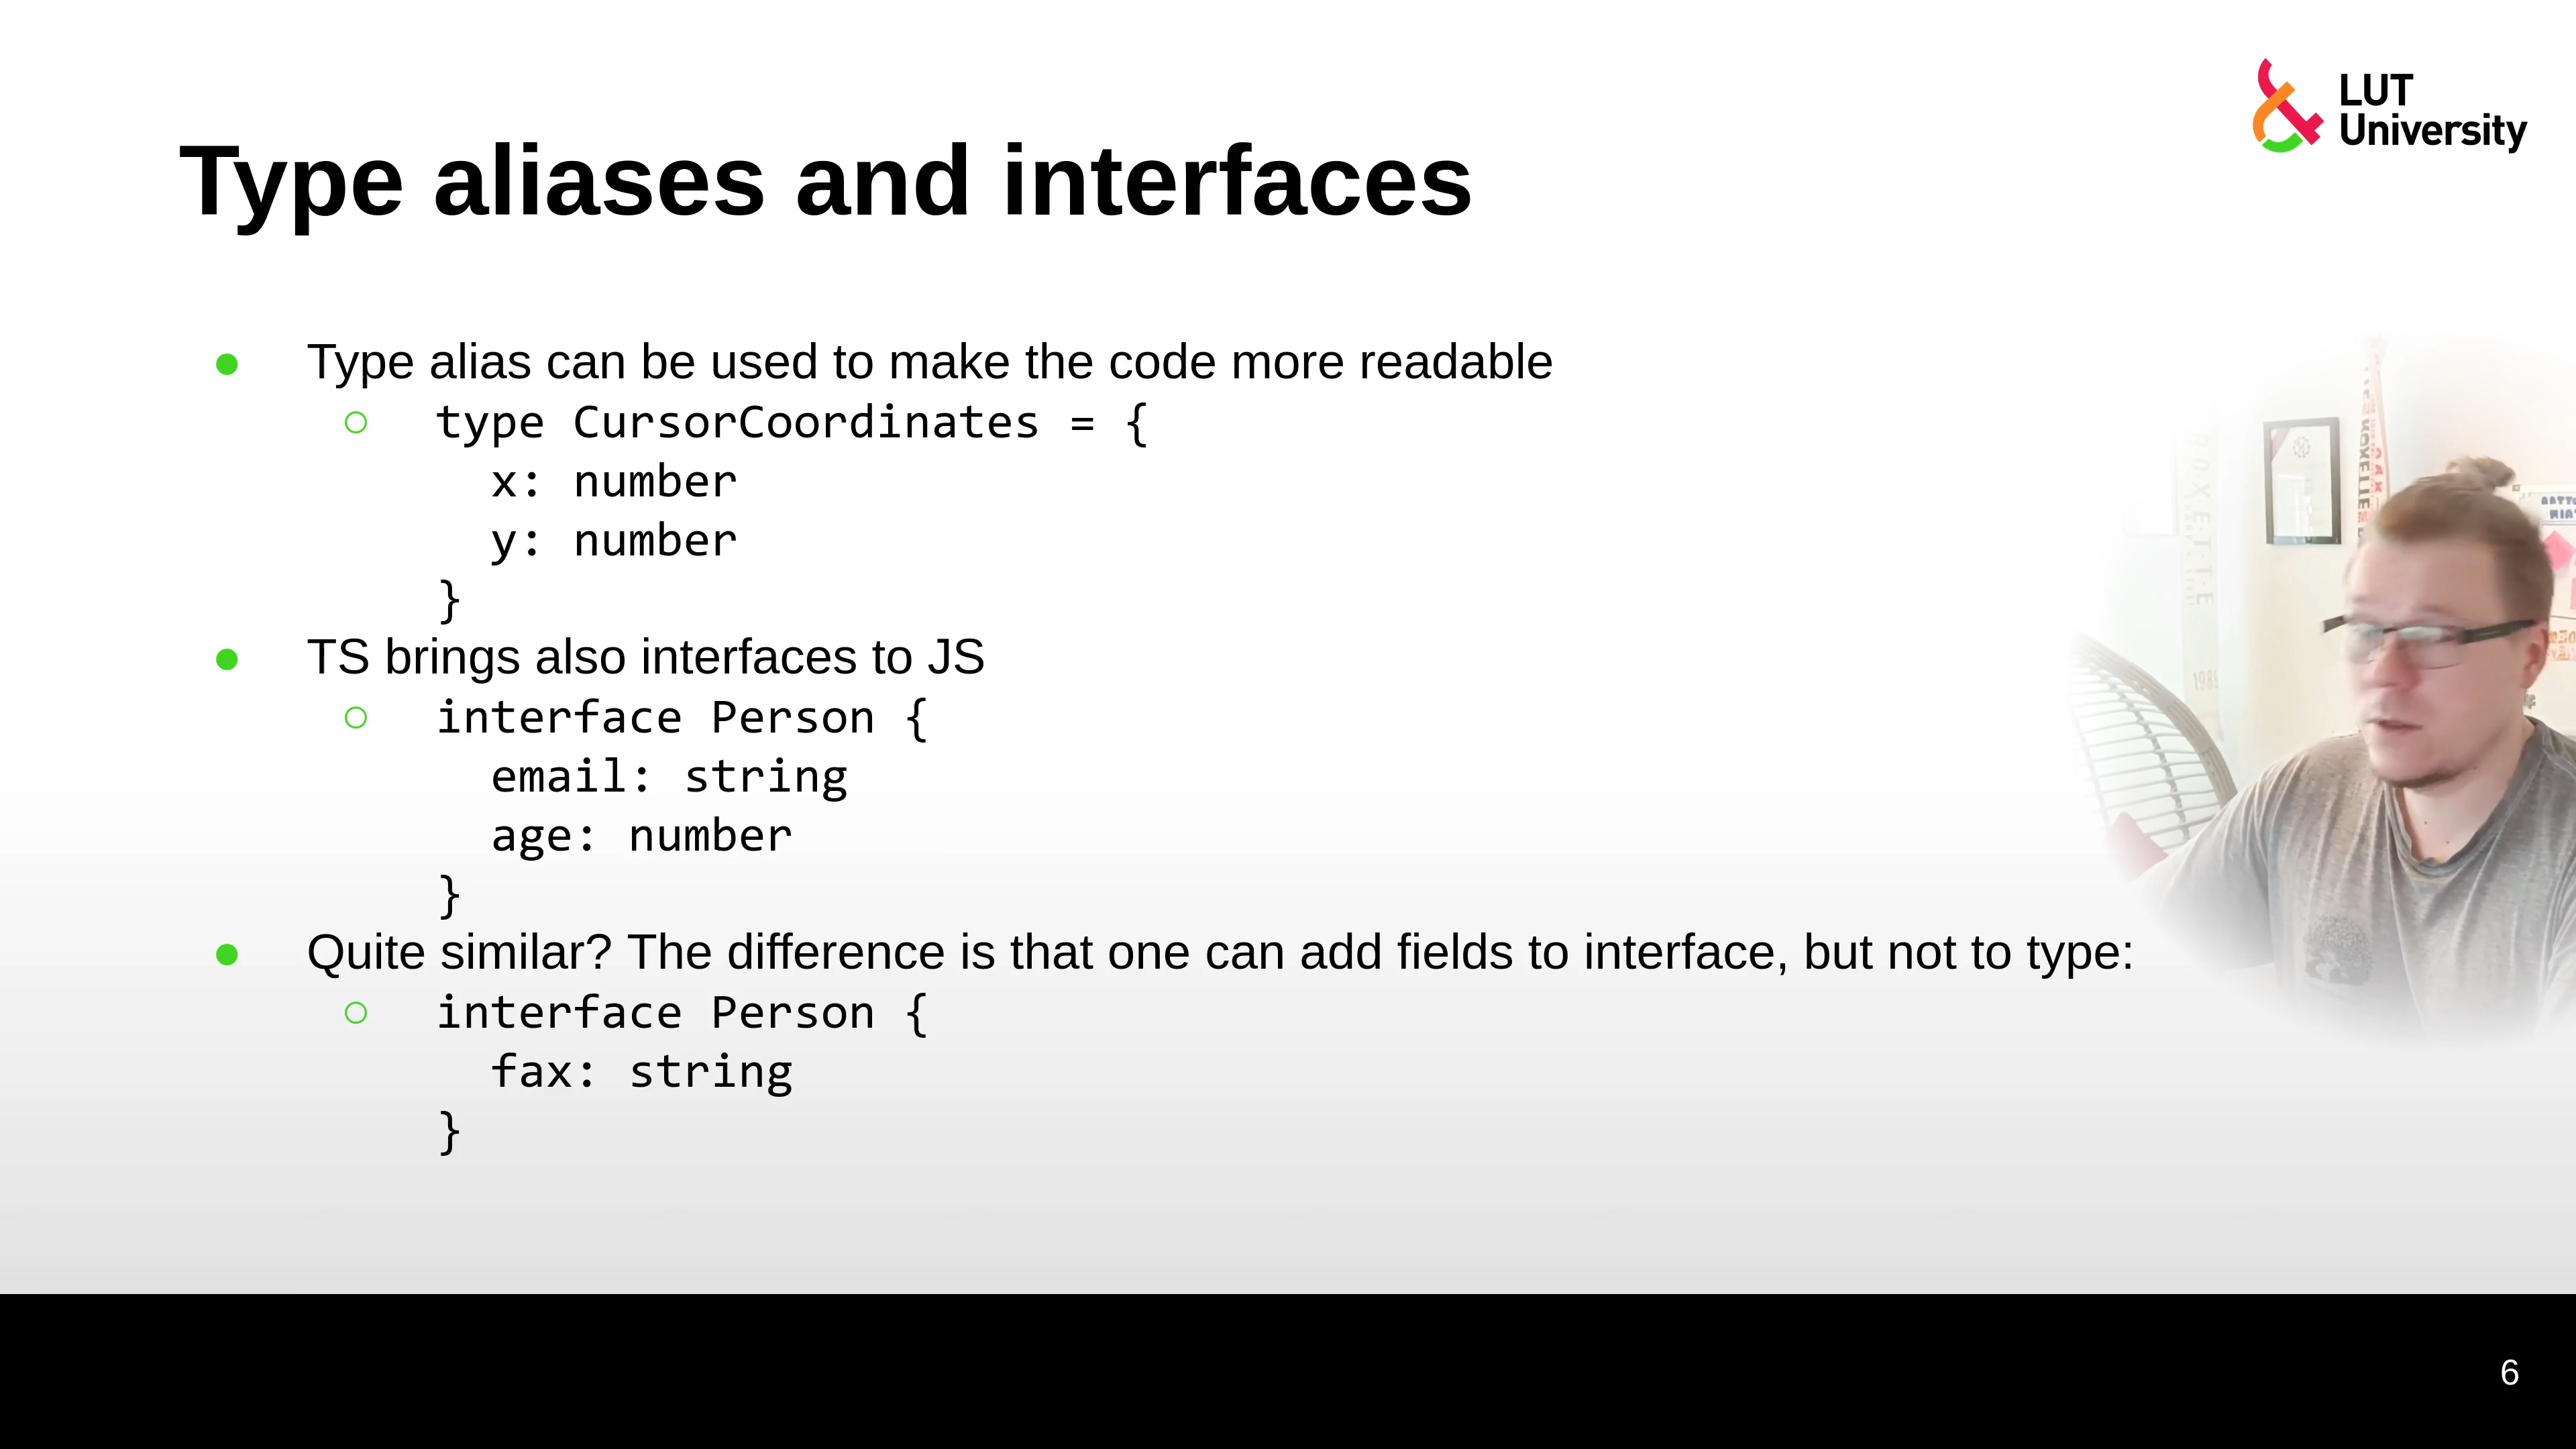 LUT
University
Type aliases and interfaces
● Type alias can be used to make the code more readable
○ type CursorCoordinates = {
x: number
y: number
}
● TS brings also interfaces to JS
○ interface Person {
email: string
age: number
}
● Quite similar? The difference is that one can add fields to interface, but not to type:
○ interface Person {
fax: string
}
6